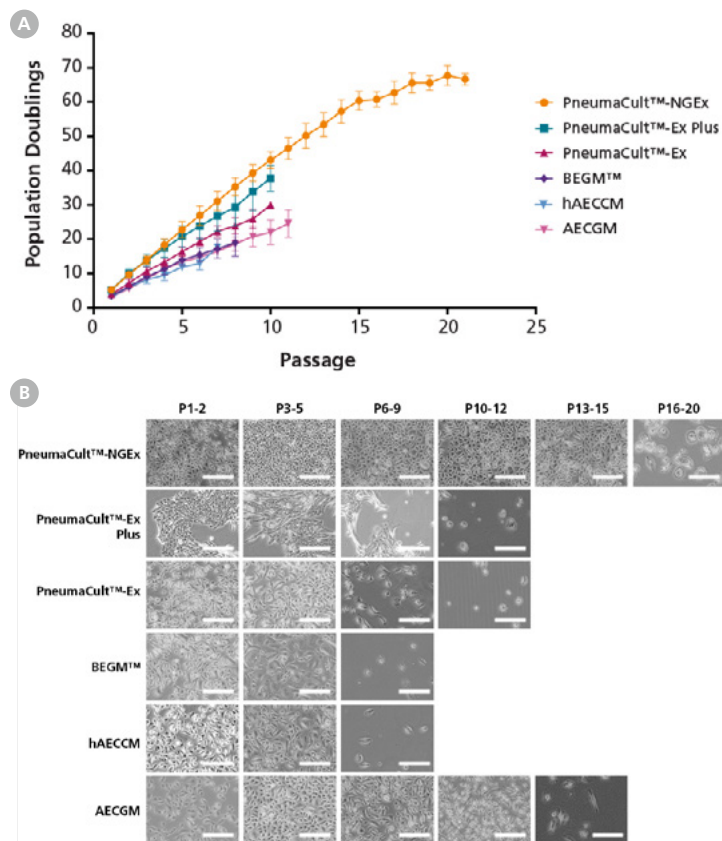 A
Population Doublings
80
70
60
50
40
30
20
10
0
0
5
10
15
20
25
Passage
PneumaCult™-NGEx
PneumaCult™-Ex Plus
PneumaCult™-Ex
BEGM™
hAECCM
AECGM
B
P1-2 P3-5 P6-9 P10-12 P13-15 P16-20
PneumaCult™-NGEx
PneumaCult™-Ex
Plus
PneumaCult™-Ex
BEGM™
hAECCM
AECGM